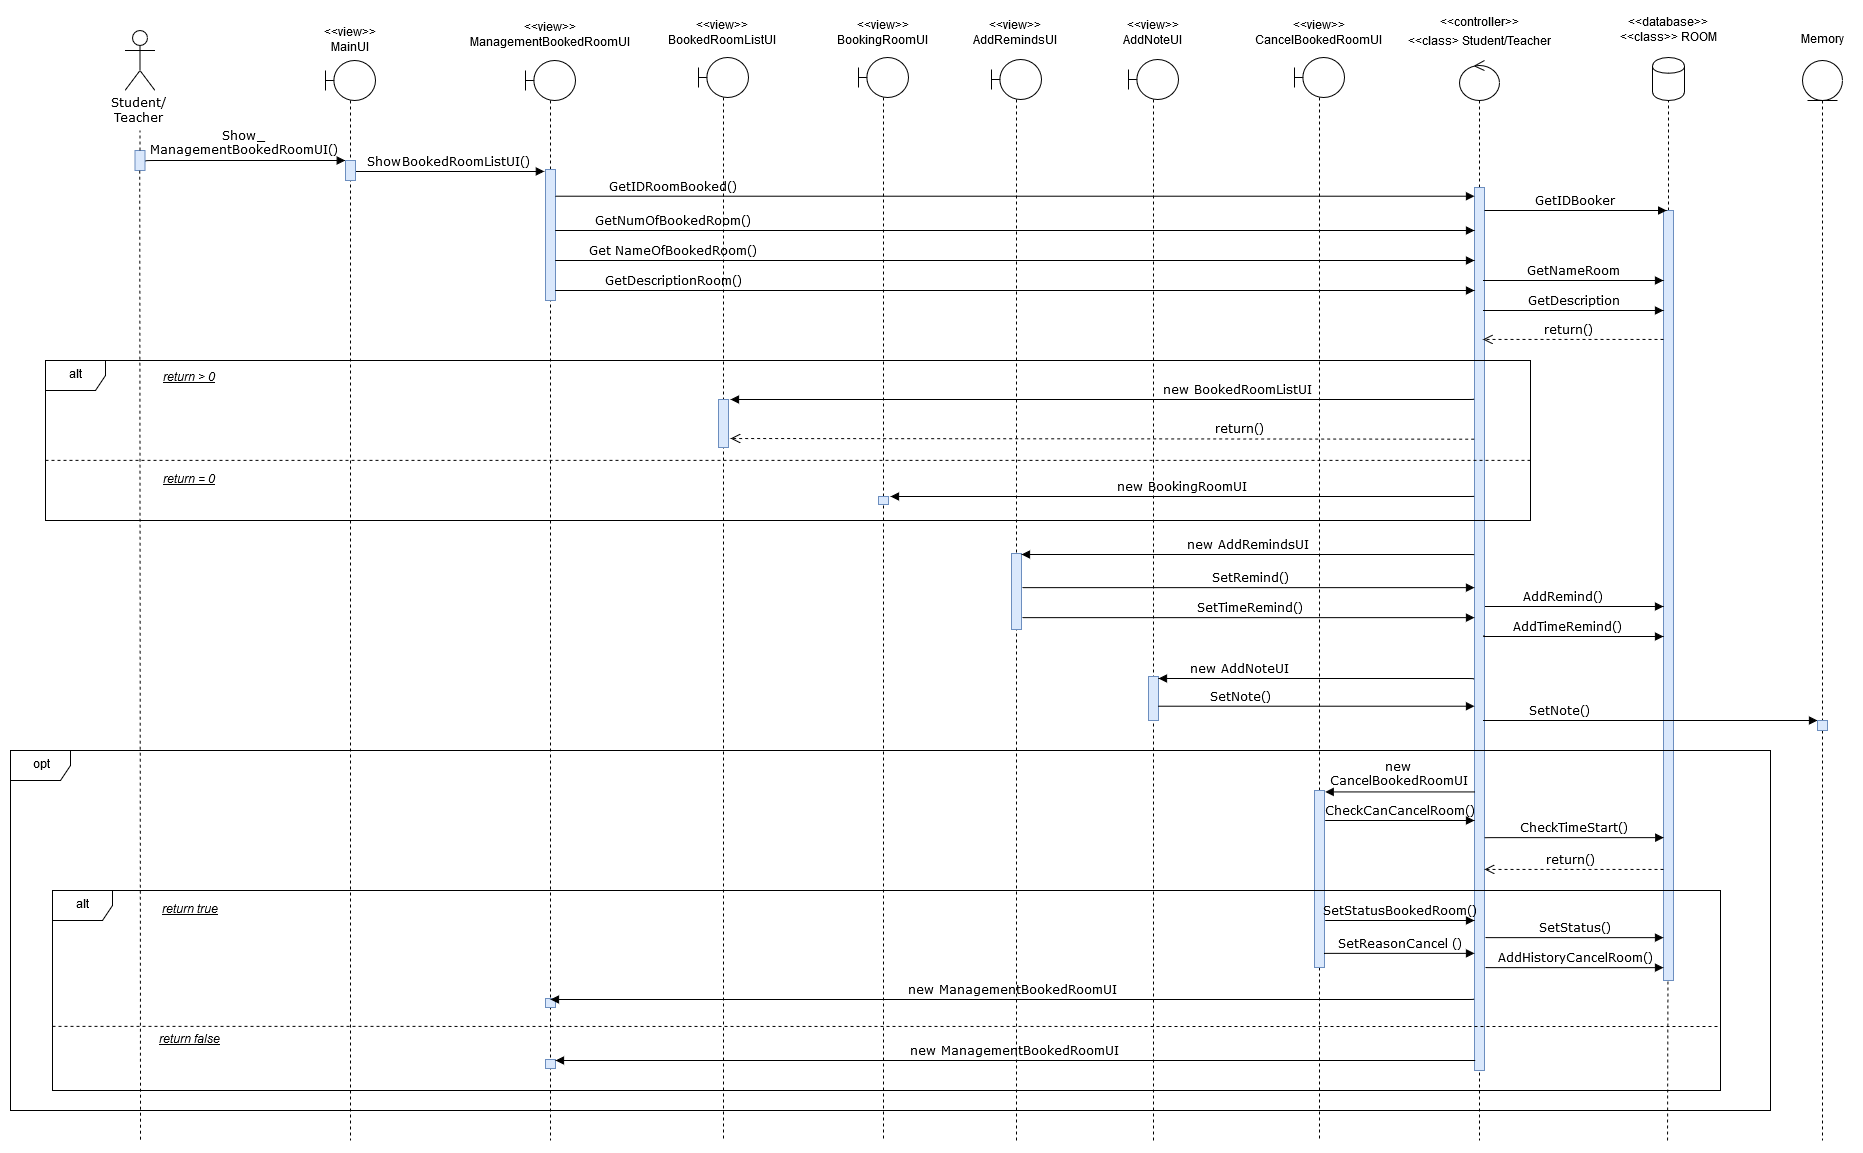 <<view>>
MainUI
<<view>>
ManagementBookedRoomUI
<<view>>
BookedRoomListUI
<<view>>
BookingRoomUI
<<view>>
AddRemindsUI
<<view>>
AddNoteUI
<<view>>
CancelBookedRoomUI
<<controller>>
<<class> Student/Teacher
<<database>>
<<class>> ROOM
Memory
Student/
Teacher
Show_
ManagementBookedRoomUI()
ShowBookedRoomListUI()
GetIDRoomBooked()
GetIDBooker
GetNumOfBookedRoom()
Get NameOfBookedRoom()
GetNameRoom
GetDescriptionRoom()
GetDescription
return()
alt
return > 0
new BookedRoomListUI
return()
return = 0
new BookingRoomUI
new AddRemindsUI
SetRemind()
AddRemind()
SetTimeRemind()
AddTimeRemind()
new AddNoteUI
SetNote()
SetNote()
opt
new
CancelBookedRoomUI
CheckCanCancelRoom()
CheckTimeStart()
return()
alt
return true
SetStatusBookedRoom()
SetStatus()
SetReasonCancel ()
AddHistoryCancelRoom()
new ManagementBookedRoomUI
return false
new ManagementBookedRoomUI